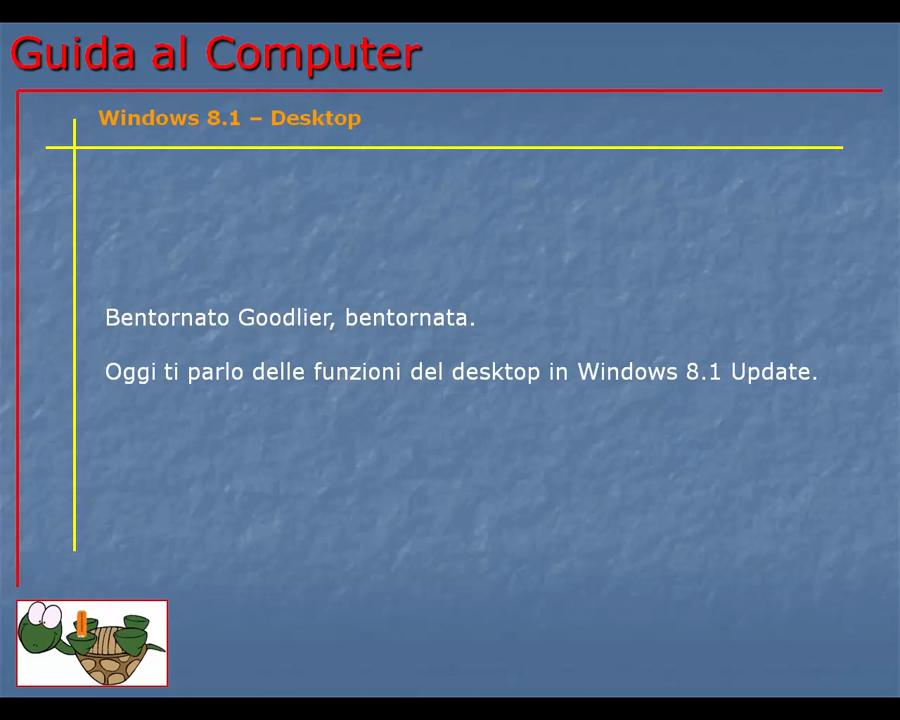 Guida al Computer
Windows 8.1 – Desktop
Bentornato Goodlier, bentornata.
Oggi ti parlo delle funzioni del desktop in Windows 8.1 Update.